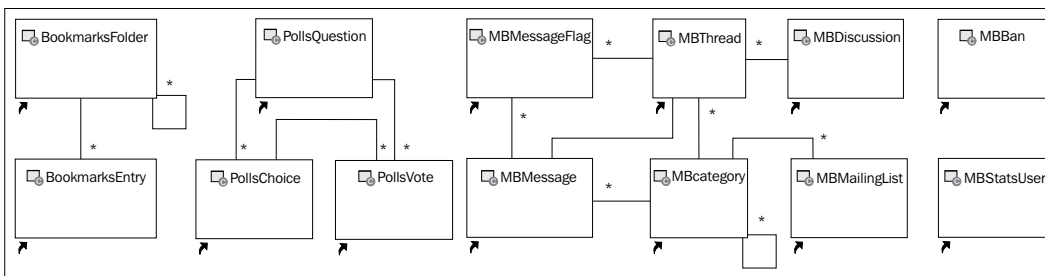 BookmarksFolder
PollsQuestion
MBMessageFlag
*
MBThread
*
MBDiscussion
MBBan
*
*
*
*
*
*
*
*
*
BookmarksEntry
PollsChoice
PollsVote
MBMessage
*
MBcategory
MBMailingList
MBStatsUser
*